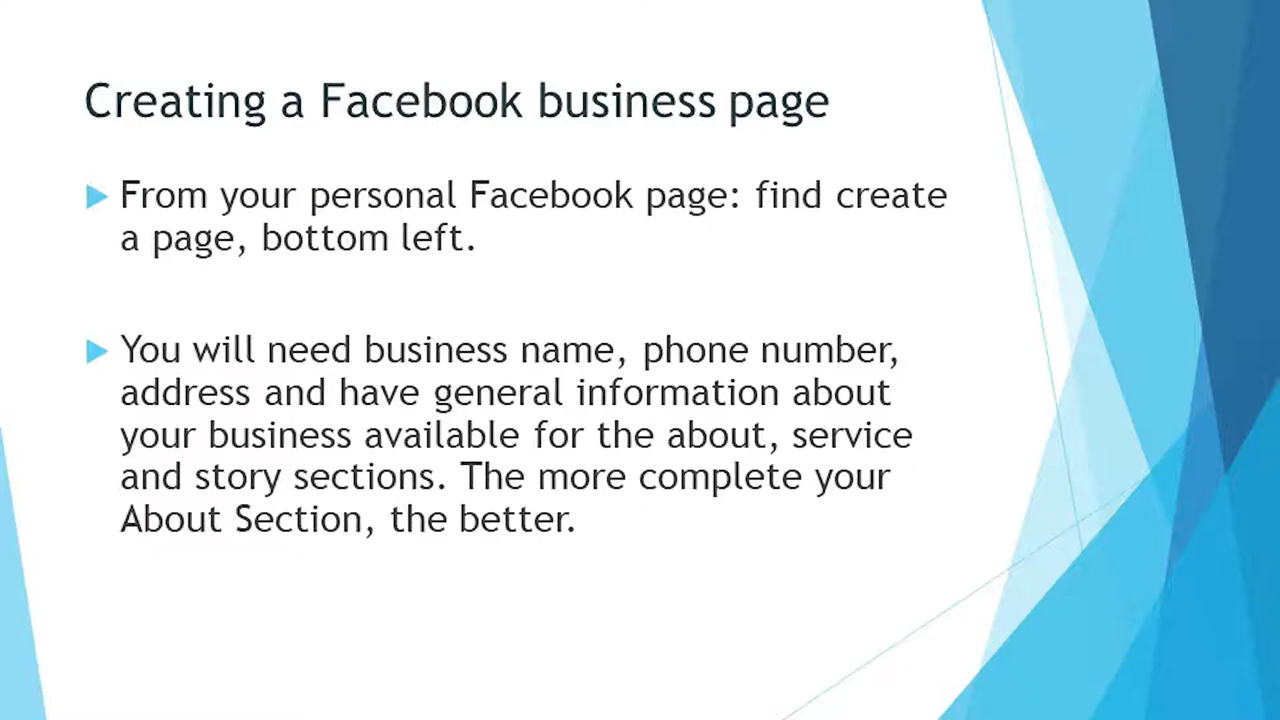 Creating a Facebook business page
From your personal Facebook page: find create
a page, bottom left.
You will need business name, phone number,
address and have general information about
your business available for the about, service
and story sections. The more complete your
About Section, the better.